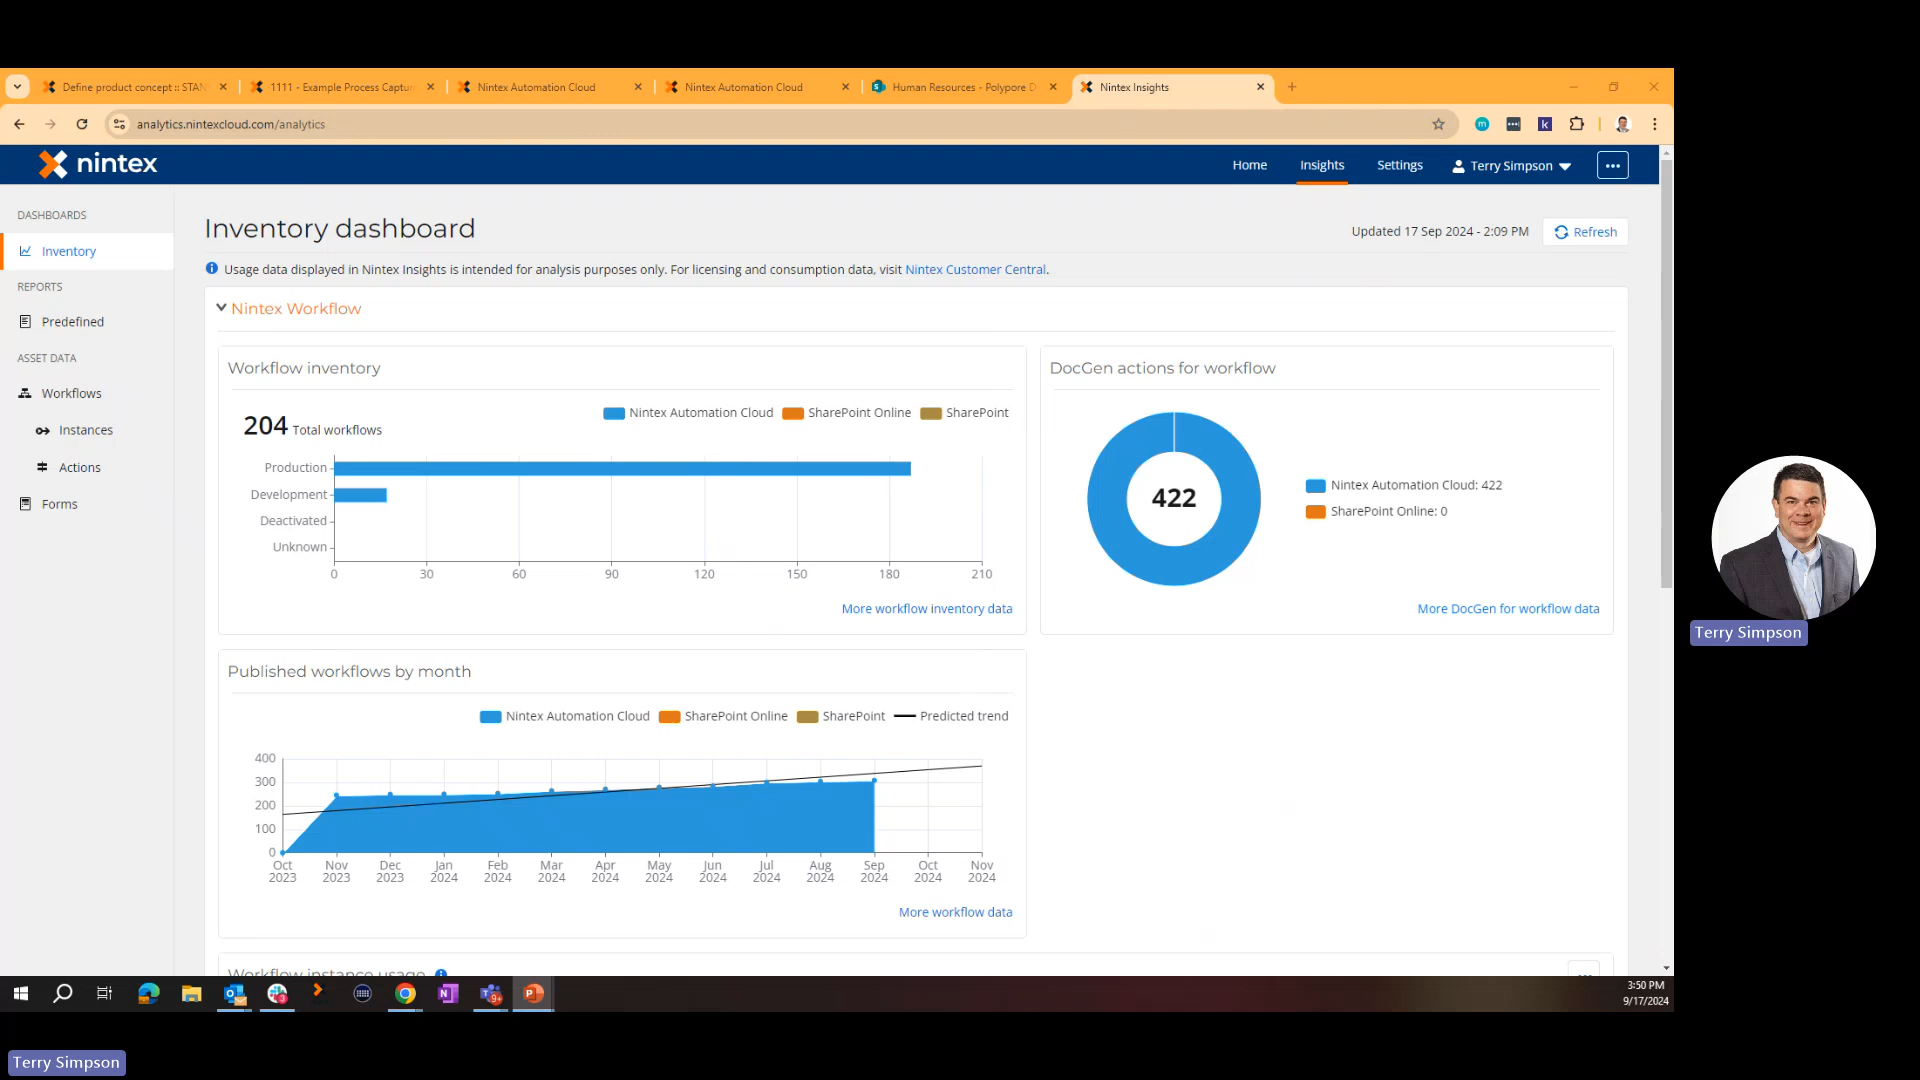 Define product concept :: STAN
1111 - Example Process Captur
Nintex Automation Cloud
Nintex Automation Cloud
Human Resources - Polypore D
Nintex Insights
analytics.nintexcloud.com/analytics
nintex
Home
Insights
Settings
Terry Simpson
DASHBOARDS
Inventory
REPORTS
Predefined
ASSET DATA
Workflows
Instances
Actions
Forms
Inventory dashboard
Updated 17 Sep 2024 - 2:09 PM
Refresh
Usage data displayed in Nintex Insights is intended for analysis purposes only. For licensing and consumption data, visit Nintex Customer Central.
Nintex Workflow
Workflow inventory
204 Total workflows
Nintex Automation Cloud
SharePoint Online
SharePoint
Production
Development
Deactivated
Unknown
0 30 60 90 120 150 180 210
More workflow inventory data
DocGen actions for workflow
422
Nintex Automation Cloud: 422
SharePoint Online: 0
More DocGen for workflow data
Published workflows by month
Nintex Automation Cloud
SharePoint Online
SharePoint
Predicted trend
400
300
200
100
0
Oct Nov Dec Jan Feb Mar Apr May Jun Jul Aug Sep Oct Nov
2023 2023 2023 2024 2024 2024 2024 2024 2024 2024 2024 2024 2024 2024
More workflow data
Workflow instance usage
3:50 PM
9/17/2024
Terry Simpson
Terry Simpson